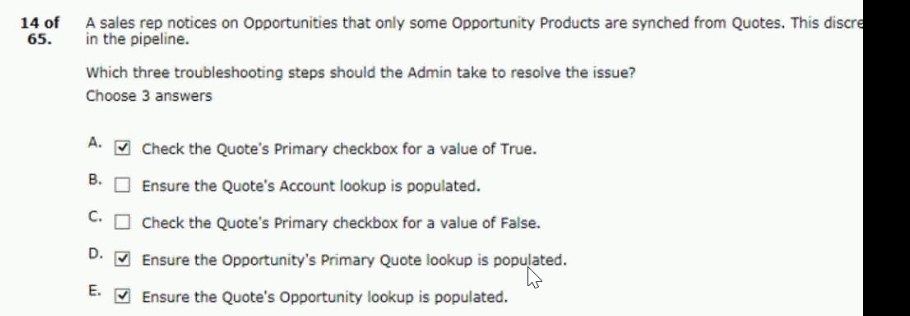 14 of A sales rep notices on Opportunities that only some Opportunity Products are synched from Quotes. This discre
65. in the pipeline.
Which three troubleshooting steps should the Admin take to resolve the issue?
Choose 3 answers
A. Check the Quote's Primary checkbox for a value of True.
B. Ensure the Quote's Account lookup is populated.
C. Check the Quote's Primary checkbox for a value of False.
D. Ensure the Opportunity's Primary Quote lookup is populated.
E. Ensure the Quote's Opportunity lookup is populated.